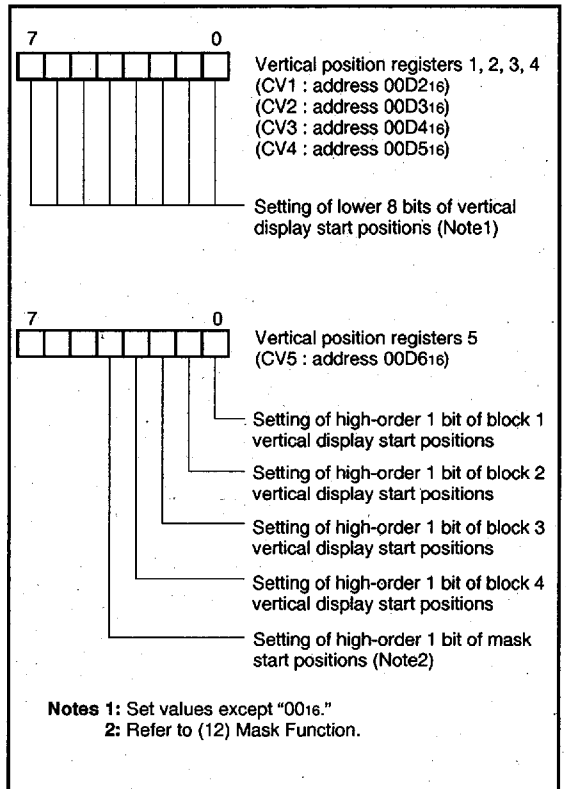 7 0
Vertical position registers 1, 2, 3, 4
(CV1 : address 00D216)
(CV2 : address 00D316)
(CV3 : address 00D416)
(CV4 : address 00D516)
Setting of lower 8 bits of vertical
display start positions (Note1)
7 0
Vertical position registers 5
(CV5 : address 00D616)
Setting of high-order 1 bit of block 1
vertical display start positions
Setting of high-order 1 bit of block 2
vertical display start positions
Setting of high-order 1 bit of block 3
vertical display start positions
Setting of high-order 1 bit of block 4
vertical display start positions
Setting of high-order 1 bit of mask
start positions (Note2)
Notes 1: Set values except “0016.”
2: Refer to (12) Mask Function.